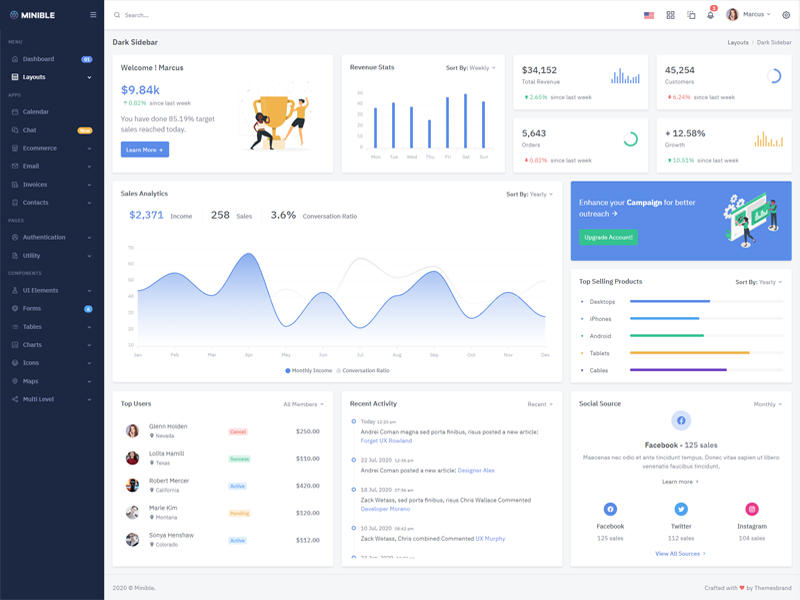 MINIBLE
Search...
3
Marcus
MENU
Dashboard
01
Layouts
APPS
Calendar
Chat
New
Ecommerce
Email
Invoices
Contacts
PAGES
Authentication
Utility
COMPONENTS
UI Elements
Forms
6
Tables
Charts
Icons
Maps
Multi Level
Dark Sidebar
Layouts / Dark Sidebar
Welcome ! Marcus
$9.84k
0.82% since last week
You have done 85.19% target
sales reached today.
Learn More
Revenue Stats
Sort By: Weekly
50
40
30
20
10
0
Mon Tue Wed Thu Fri Sat Sun
$34,152
Total Revenue
2.65% since last week
45,254
Customers
6.24% since last week
5,643
Orders
0.82% since last week
+ 12.58%
Growth
10.51% since last week
Sales Analytics
Sort By: Yearly
$2,371 Income
258 Sales
3.6% Conversation Ratio
70
60
50
40
30
20
10
Jan Feb Mar Apr May Jun Jul Aug Sep Oct Nov Dec
Monthly Income Conversation Ratio
Enhance your Campaign for better
outreach →
Upgrade Account!
Top Selling Products
Sort By: Yearly
Desktops
iPhones
Android
Tablets
Cables
Top Users
All Members
Glenn Holden
Nevada
Cancel
$250.00
Lolita Hamill
Texas
Success
$110.00
Robert Mercer
California
Active
$420.00
Marie Kim
Montana
Pending
$120.00
Sonya Henshaw
Colorado
Active
$112.00
Recent Activity
Recent
Today 12:20 pm
Andrei Coman magna sed porta finibus, risus posted a new article:
Forget UX Rowland
22 Jul, 2020 12:36 pm
Andrei Coman posted a new article: Designer Alex
18 Jul, 2020 07:56 am
Zack Wetass, sed porta finibus, risus Chris Wallace Commented
Developer Moreno
10 Jul, 2020 08:42 pm
Zack Wetass, Chris combined Commented UX Murphy
Social Source
Monthly
Facebook - 125 sales
Maecenas nec odio et ante tincidunt tempus. Donec vitae sapien ut libero
venenatis faucibus tincidunt.
Learn more
Facebook
125 sales
Twitter
112 sales
Instagram
104 sales
View All Sources
2020 © Minible.
Crafted with ❤ by Themesbrand